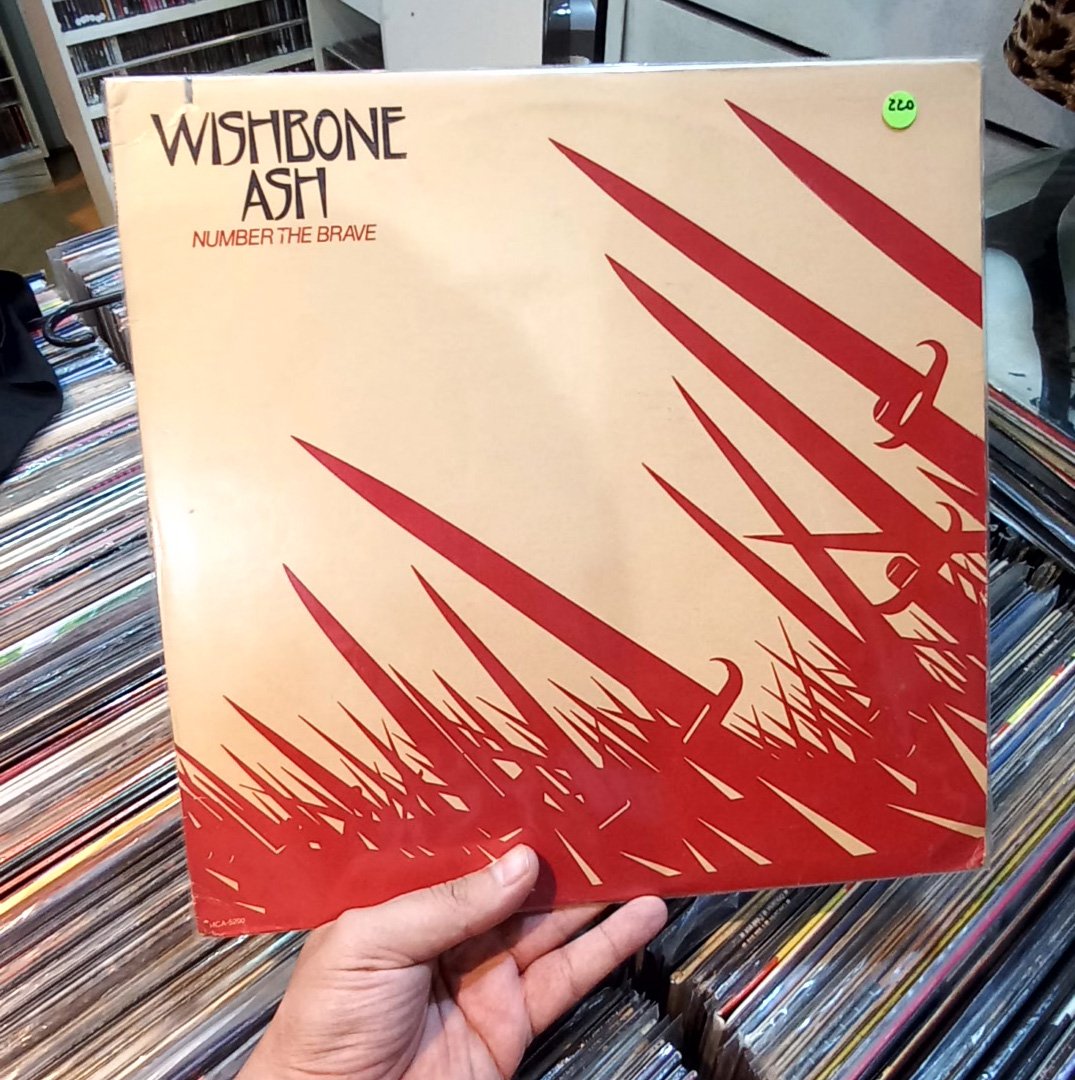 WISHBONE
ASH
NUMBER THE BRAVE
220
MCA-5200